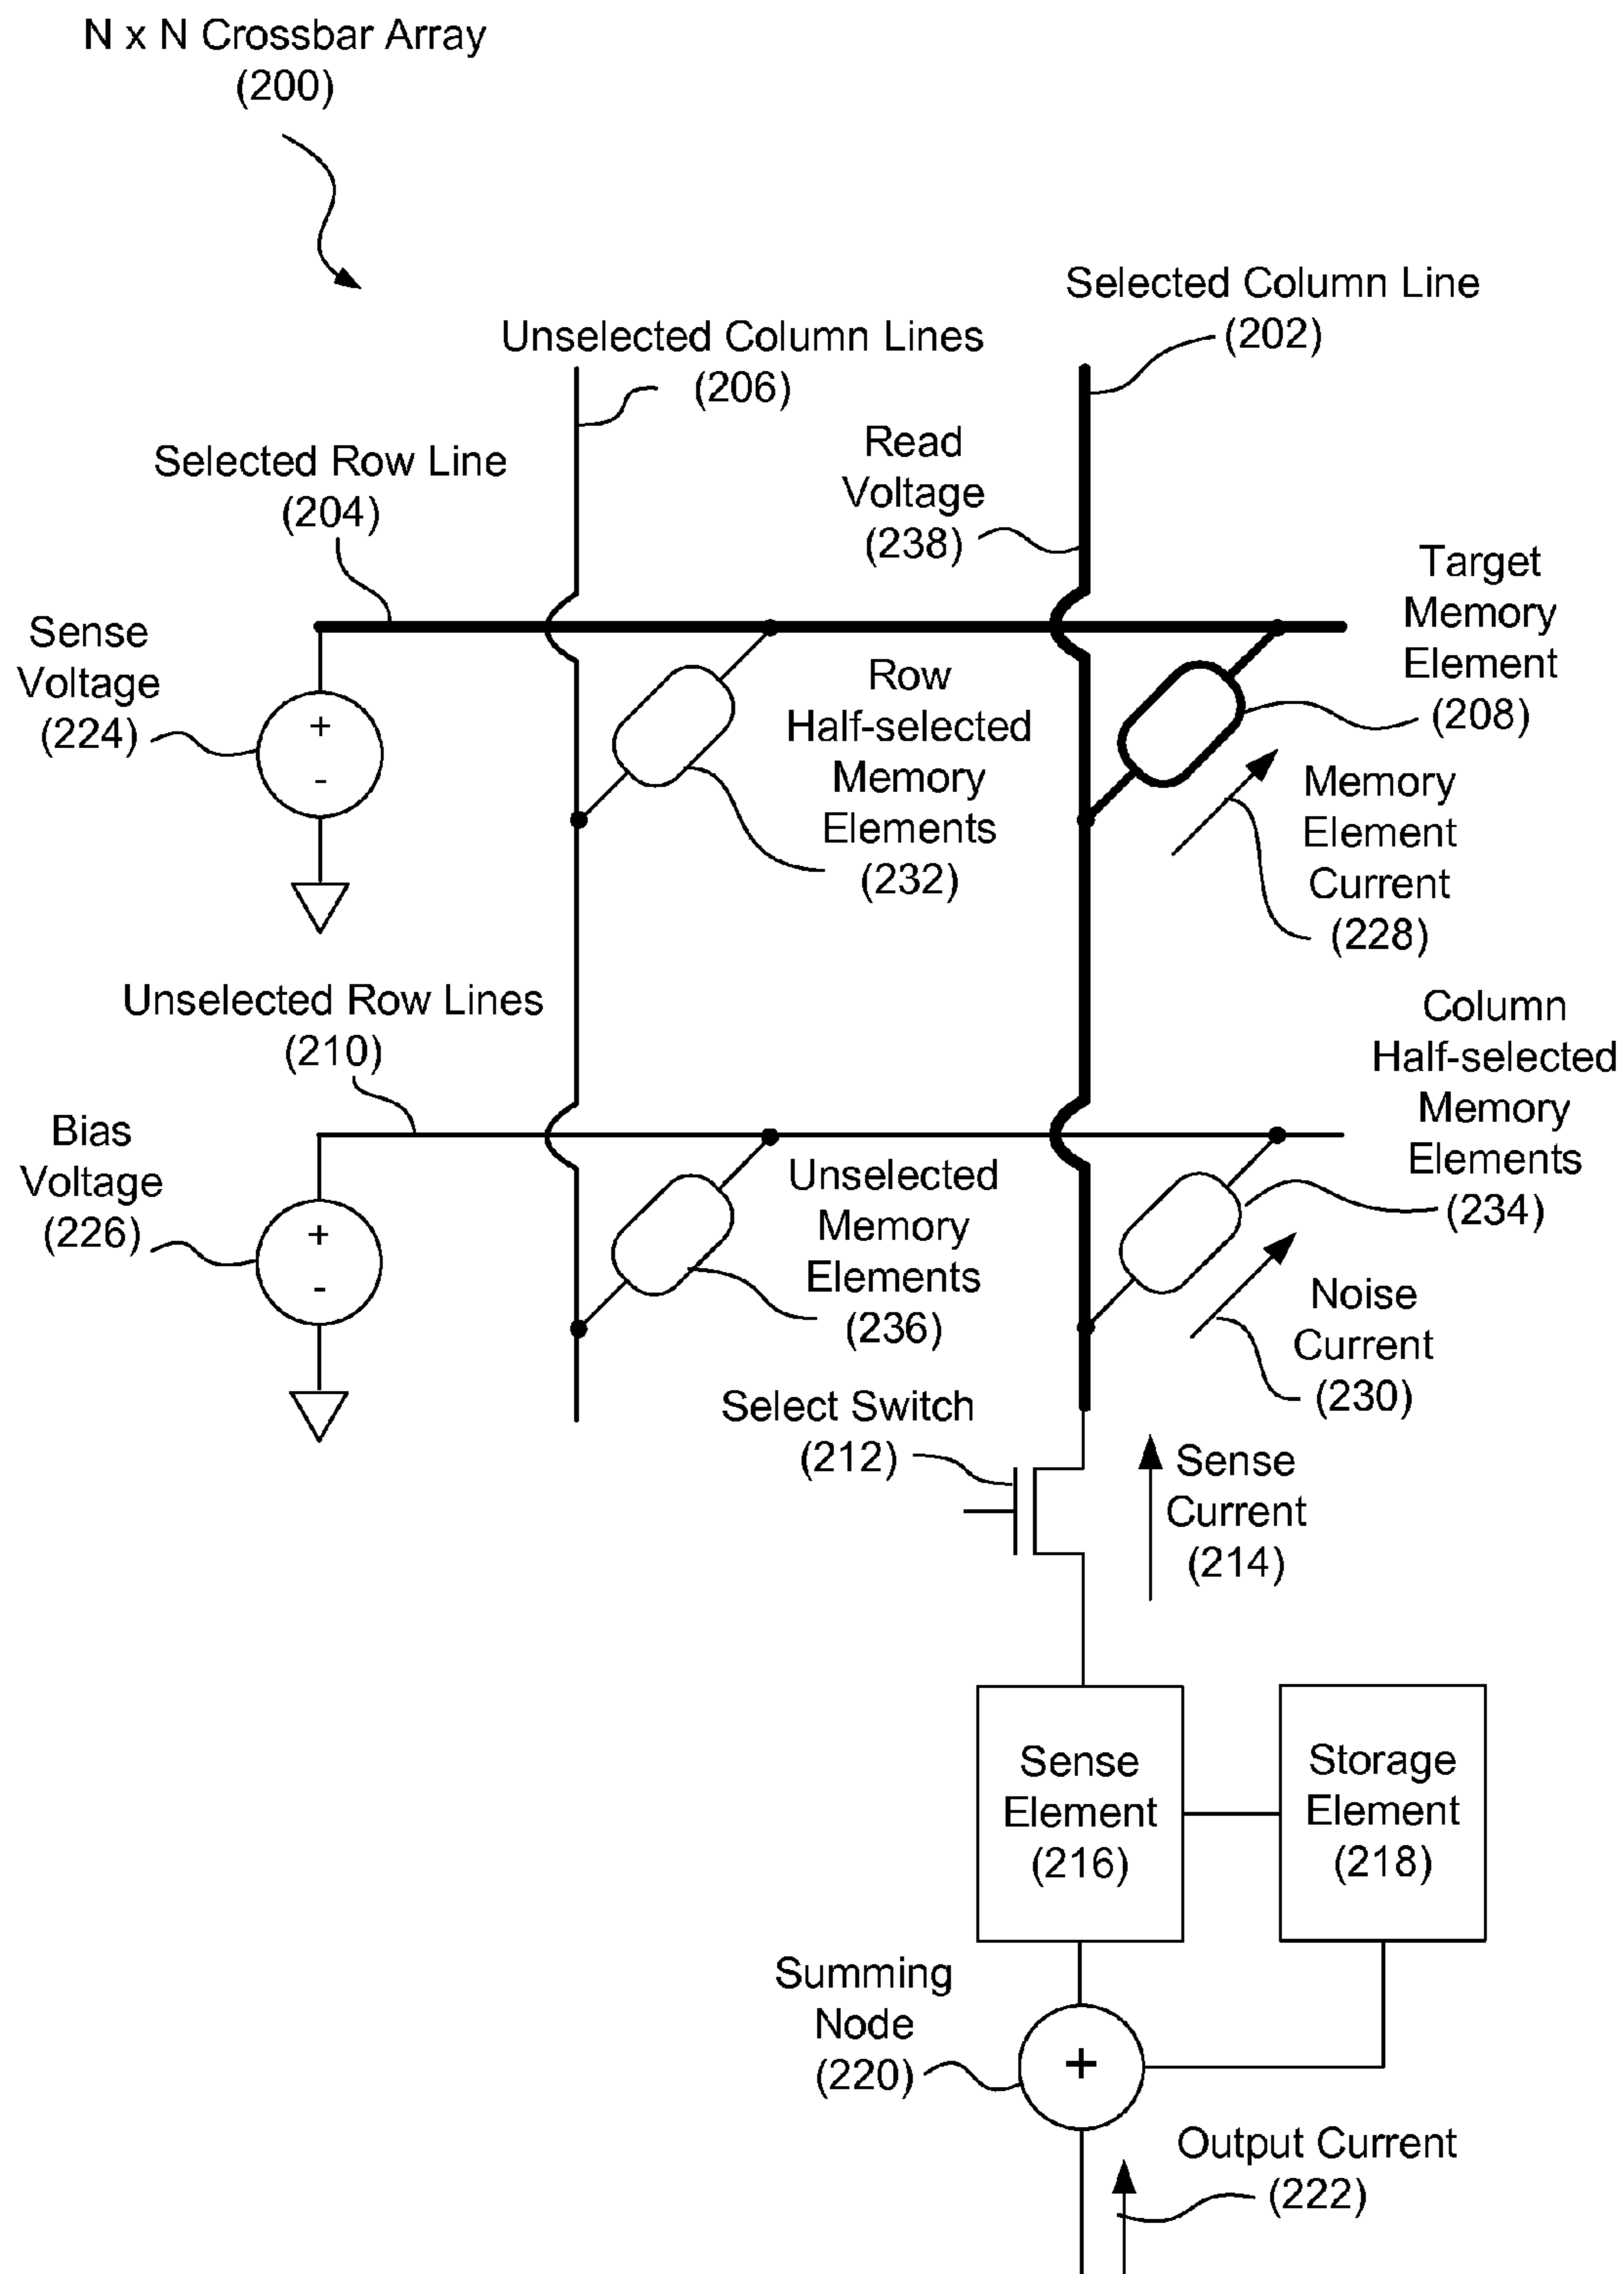 N x N Crossbar Array
(200)
Selected Column Line
(202)
Unselected Column Lines
(206)
Read
Voltage
(238)
Selected Row Line
(204)
Target
Memory
Element
(208)
Sense
Voltage
(224)
+
-
Row
Half-selected
Memory
Elements
(232)
Memory
Element
Current
(228)
Unselected Row Lines
(210)
Column
Half-selected
Memory
Elements
(234)
Bias
Voltage
(226)
+
-
Unselected
Memory
Elements
(236)
Noise
Current
(230)
Select Switch
(212)
Sense
Current
(214)
Sense
Element
(216)
Storage
Element
(218)
Summing
Node
(220)
+
Output Current
(222)